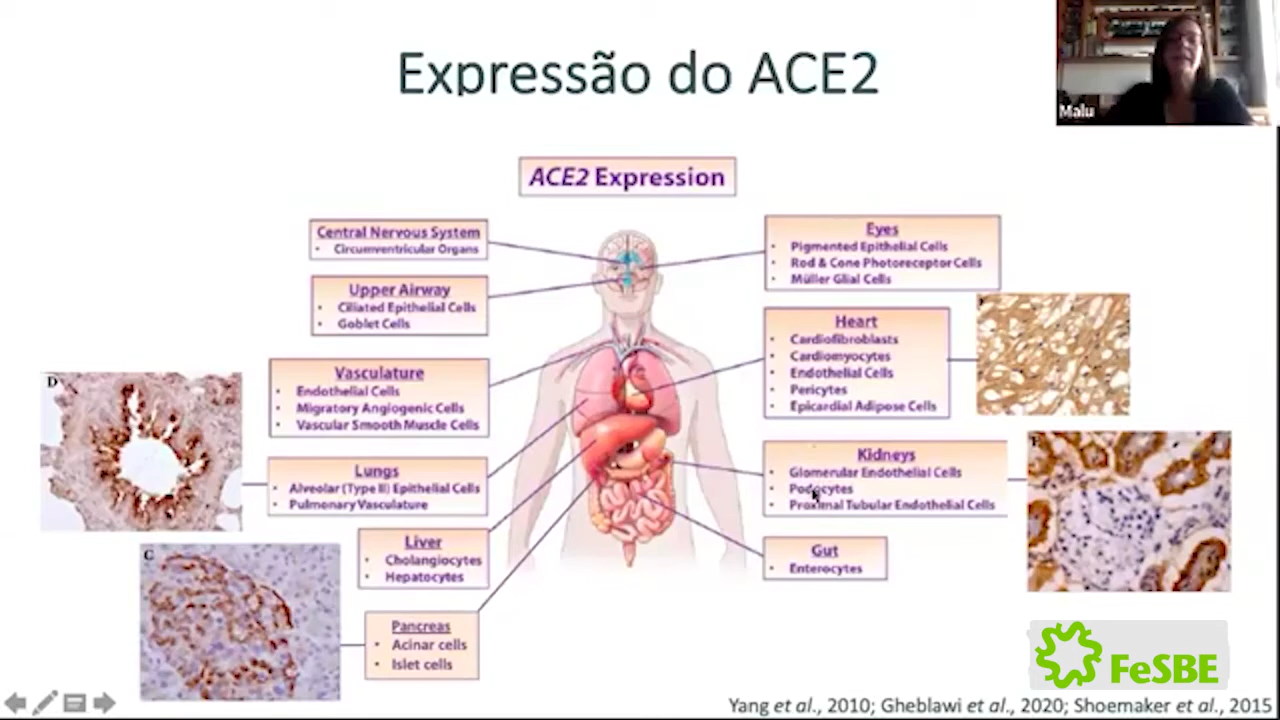 Expressão do ACE2
Malu
ACE2 Expression
Central Nervous System
• Circumventricular Organs
Upper Airway
• Ciliated Epithelial Cells
• Goblet Cells
Vasculature
• Endothelial Cells
• Migratory Angiogenic Cells
• Vascular Smooth Muscle Cells
D
Lungs
• Alveolar (Type II) Epithelial Cells
• Pulmonary Vasculature
Liver
• Cholangiocytes
• Hepatocytes
C
Pancreas
• Acinar cells
• Islet cells
Eyes
• Pigmented Epithelial Cells
• Rod & Cone Photoreceptor Cells
• Müller Glial Cells
Heart
• Cardiofibroblasts
• Cardiomyocytes
• Endothelial Cells
• Pericytes
• Epicardial Adipose Cells
Kidneys
• Glomerular Endothelial Cells
• Podocytes
• Proximal Tubular Endothelial Cells
Gut
• Enterocytes
FeSBE
Yang et al., 2010; Gheblawi et al., 2020; Shoemaker et al., 2015